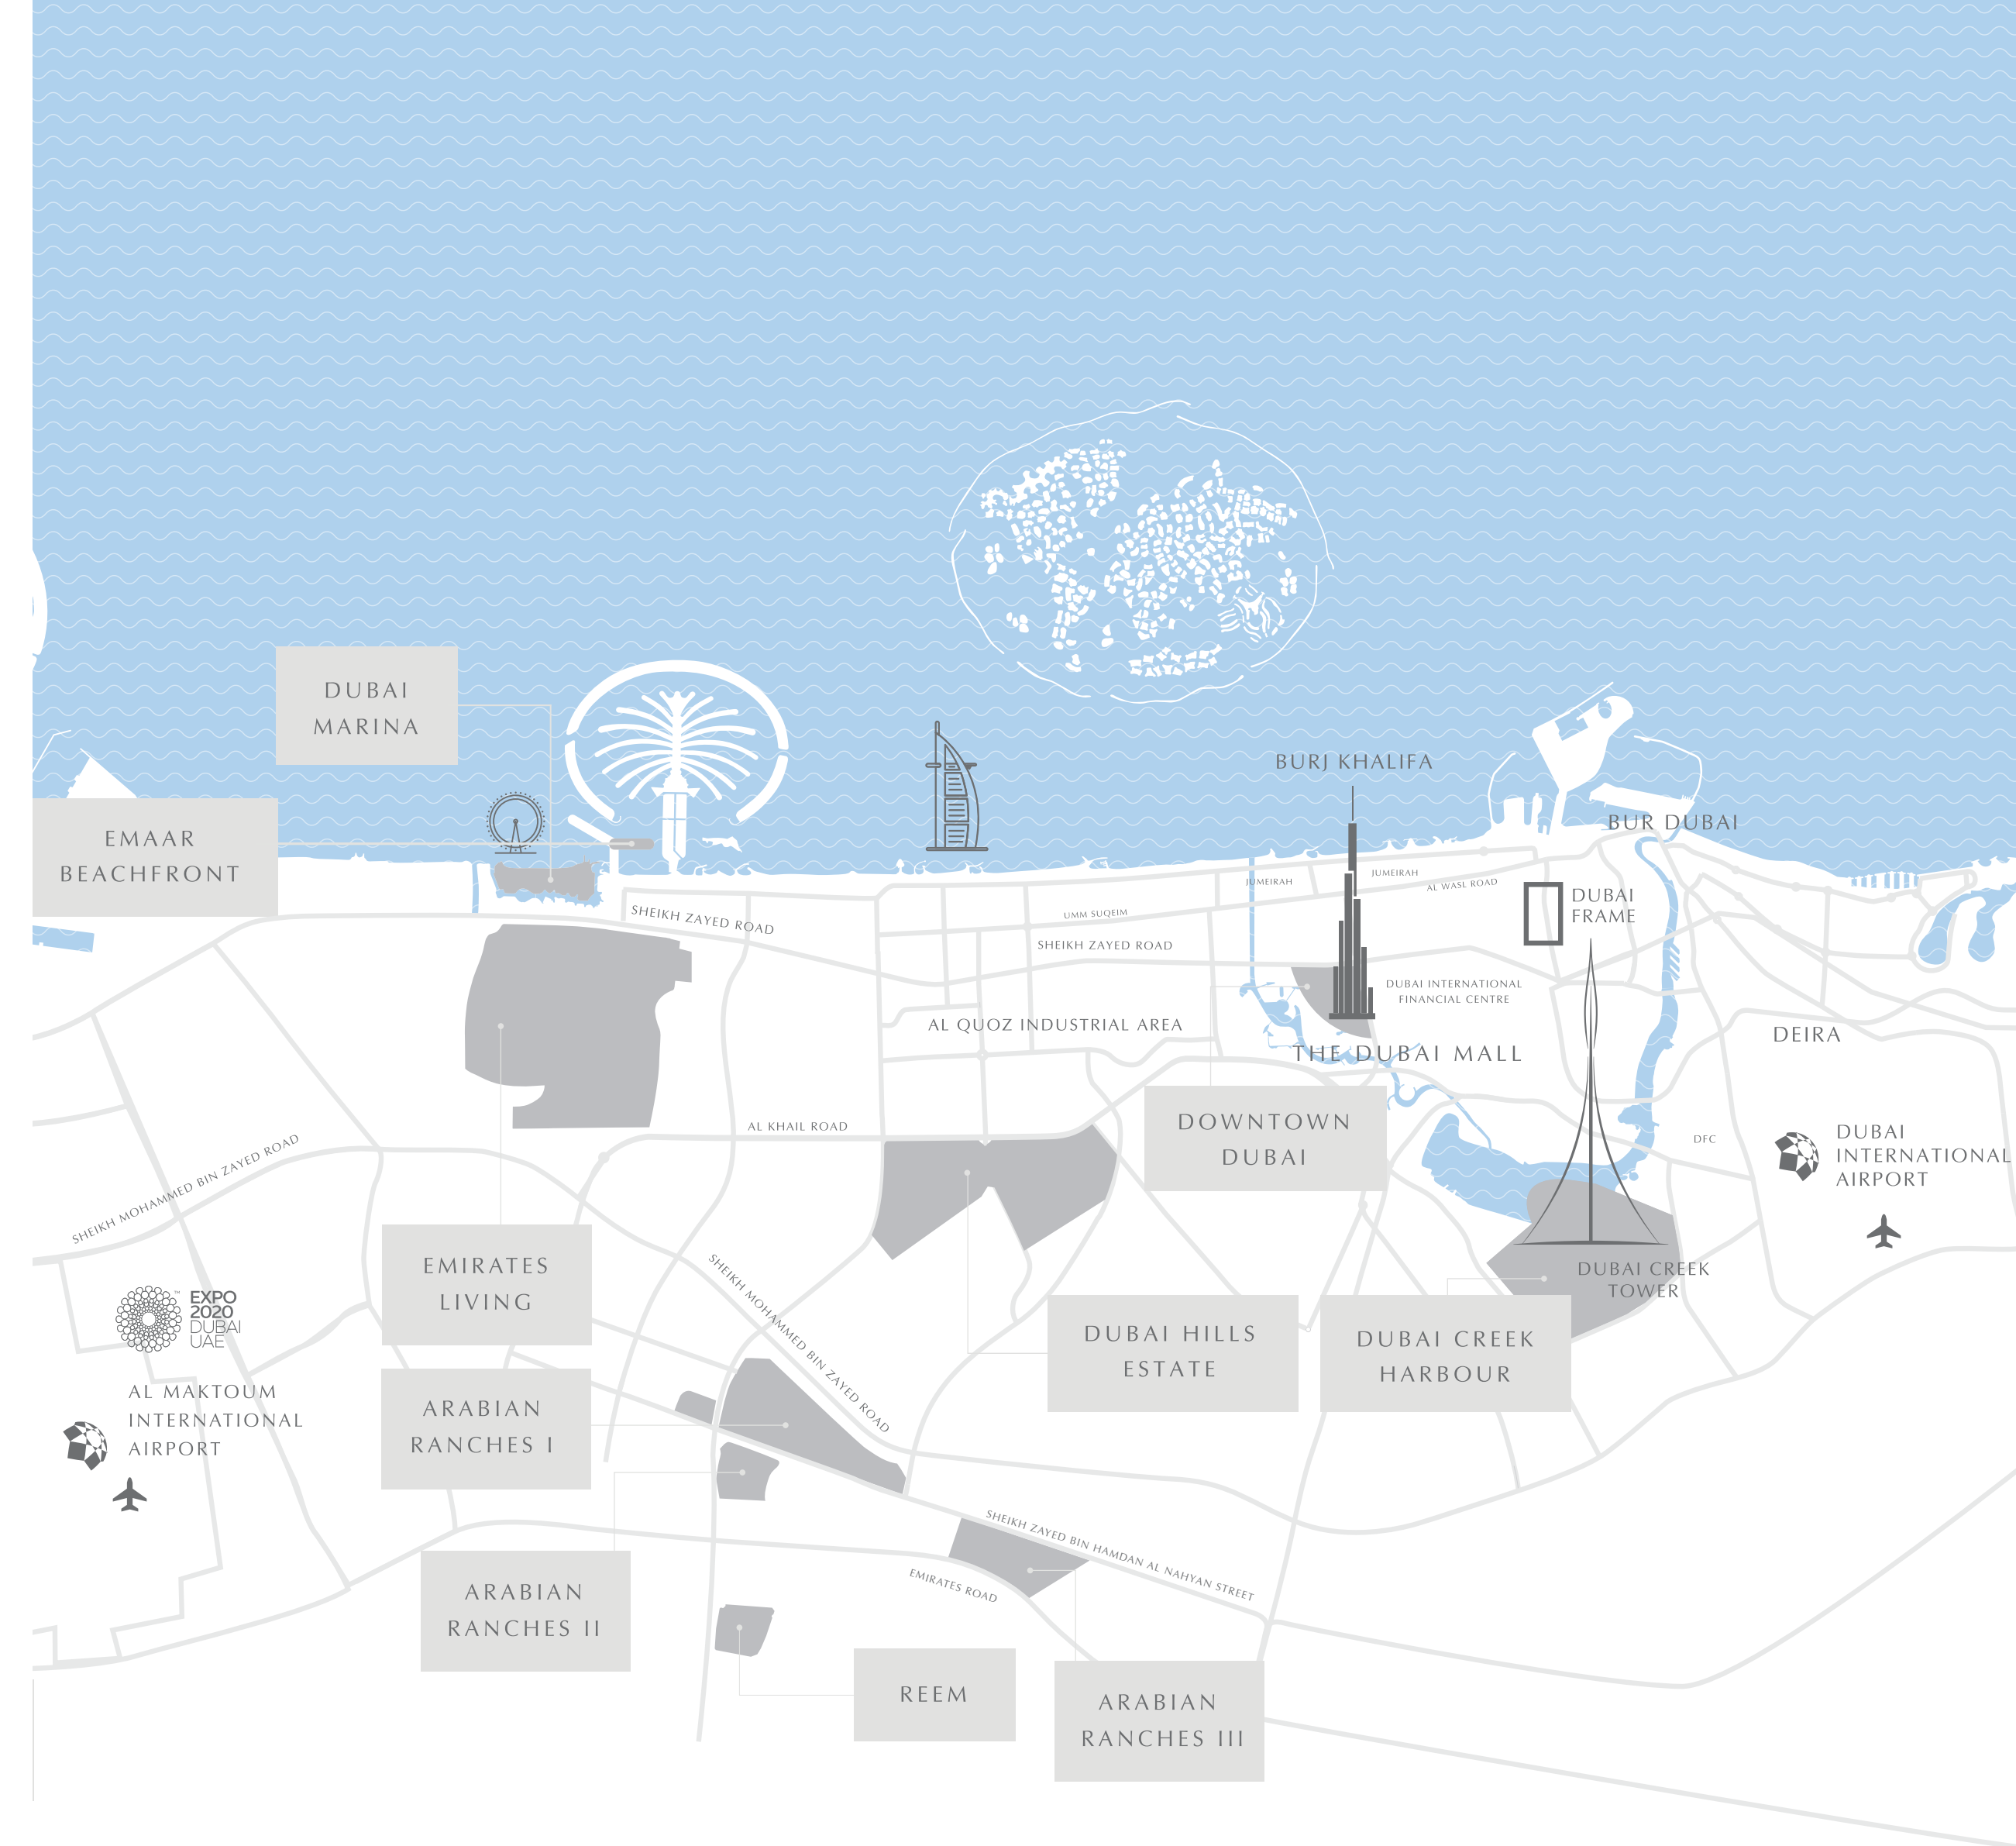 DUBAI
MARINA
BURJ KHALIFA
BUR DUBAI
EMAAR
BEACHFRONT
JUMEIRAH
JUMEIRAH
AL WASL ROAD
DUBAI
FRAME
SHEIKH ZAYED ROAD
UMM SUQEIM
SHEIKH ZAYED ROAD
DUBAI INTERNATIONAL
FINANCIAL CENTRE
AL QUOZ INDUSTRIAL AREA
THE DUBAI MALL
DEIRA
DOWNTOWN
DUBAI
AL KHAIL ROAD
DFC
DUBAI
INTERNATIONAL
AIRPORT
SHEIKH MOHAMMED BIN ZAYED ROAD
EMIRATES
LIVING
SHEIKH MOHAMMED BIN ZAYED ROAD
DUBAI CREEK
TOWER
EXPO
2020
DUBAI
UAE
TM
DUBAI HILLS
ESTATE
DUBAI CREEK
HARBOUR
AL MAKTOUM
INTERNATIONAL
AIRPORT
ARABIAN
RANCHES I
SHEIKH ZAYED BIN HAMDAN AL NAHYAN STREET
EMIRATES ROAD
ARABIAN
RANCHES II
REEM
ARABIAN
RANCHES III